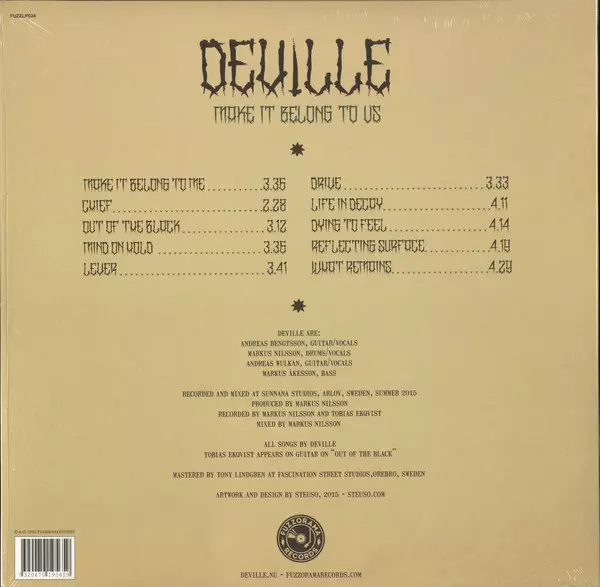 FUZZLPS24
DEVILLE
MAKE IT BELONG TO US
MAKE IT BELONG TO ME 3.35
CHIEF 2.28
OUT OF THE BLACK 3.12
MIND ON HOLD 3.36
LEVER 3.41
DRIVE 3.33
LIFE IN DECAY 4.11
DYING TO FEEL 4.14
REFLECTING SURFACE 4.19
WHAT REMAINS 4.29
DEVILLE ARE:
ANDREAS BENGTSSON, GUITAR/VOCALS
MARKUS NILSSON, DRUMS/VOCALS
ANDREAS WULKAN, GUITAR/VOCALS
MARKUS ÅKESSON, BASS
RECORDED AND MIXED AT SUNNANA STUDIOS, ARLOV, SWEDEN, SUMMER 2015
PRODUCED BY MARKUS NILSSON
RECORDED BY MARKUS NILSSON AND TOBIAS EKQVIST
MIXED BY MARKUS NILSSON
ALL SONGS BY DEVILLE
TOBIAS EKQVIST APPEARS ON GUITAR ON "OUT OF THE BLACK"
MASTERED BY TONY LINDGREN AT FASCINATION STREET STUDIOS,OREBRO, SWEDEN
ARTWORK AND DESIGN BY STEUSO, 2015 · STEUSO.COM
FUZZORAMA
RECORDS
7320470195653
DEVILLE.NU · FUZZORAMARECORDS.COM